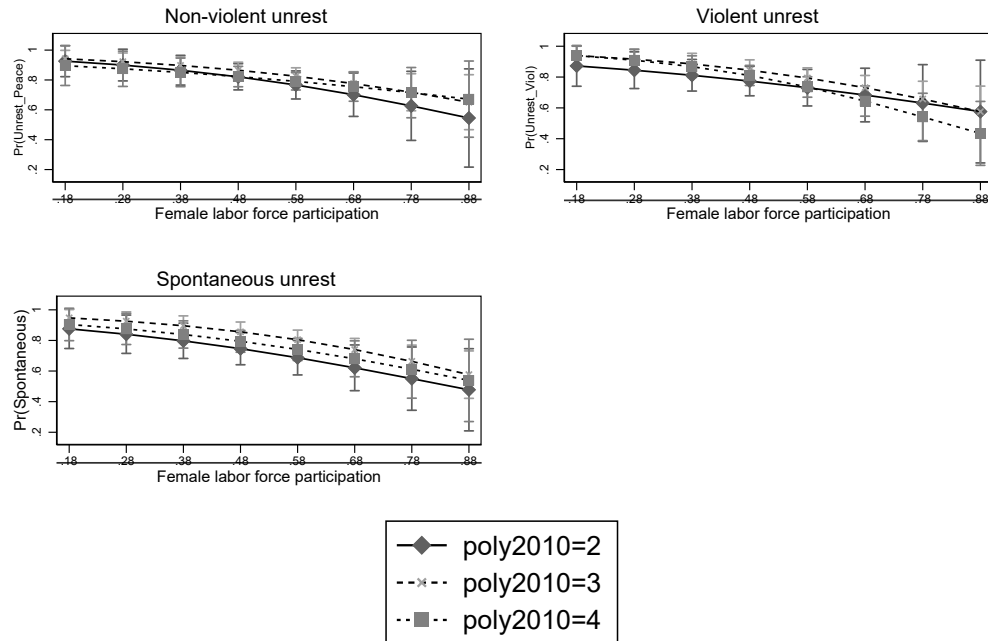 Non-violent unrest
Pr(Unrest_Peace)
1
.8
.6
.4
.2
.18 .28 .38 .48 .58 .68 .78 .88
Female labor force participation
Violent unrest
Pr(Unrest_Viol)
1
.8
.6
.4
.2
.18 .28 .38 .48 .58 .68 .78 .88
Female labor force participation
Spontaneous unrest
Pr(Spontaneous)
1
.8
.6
.4
.2
.18 .28 .38 .48 .58 .68 .78 .88
Female labor force participation
poly2010=2
poly2010=3
poly2010=4